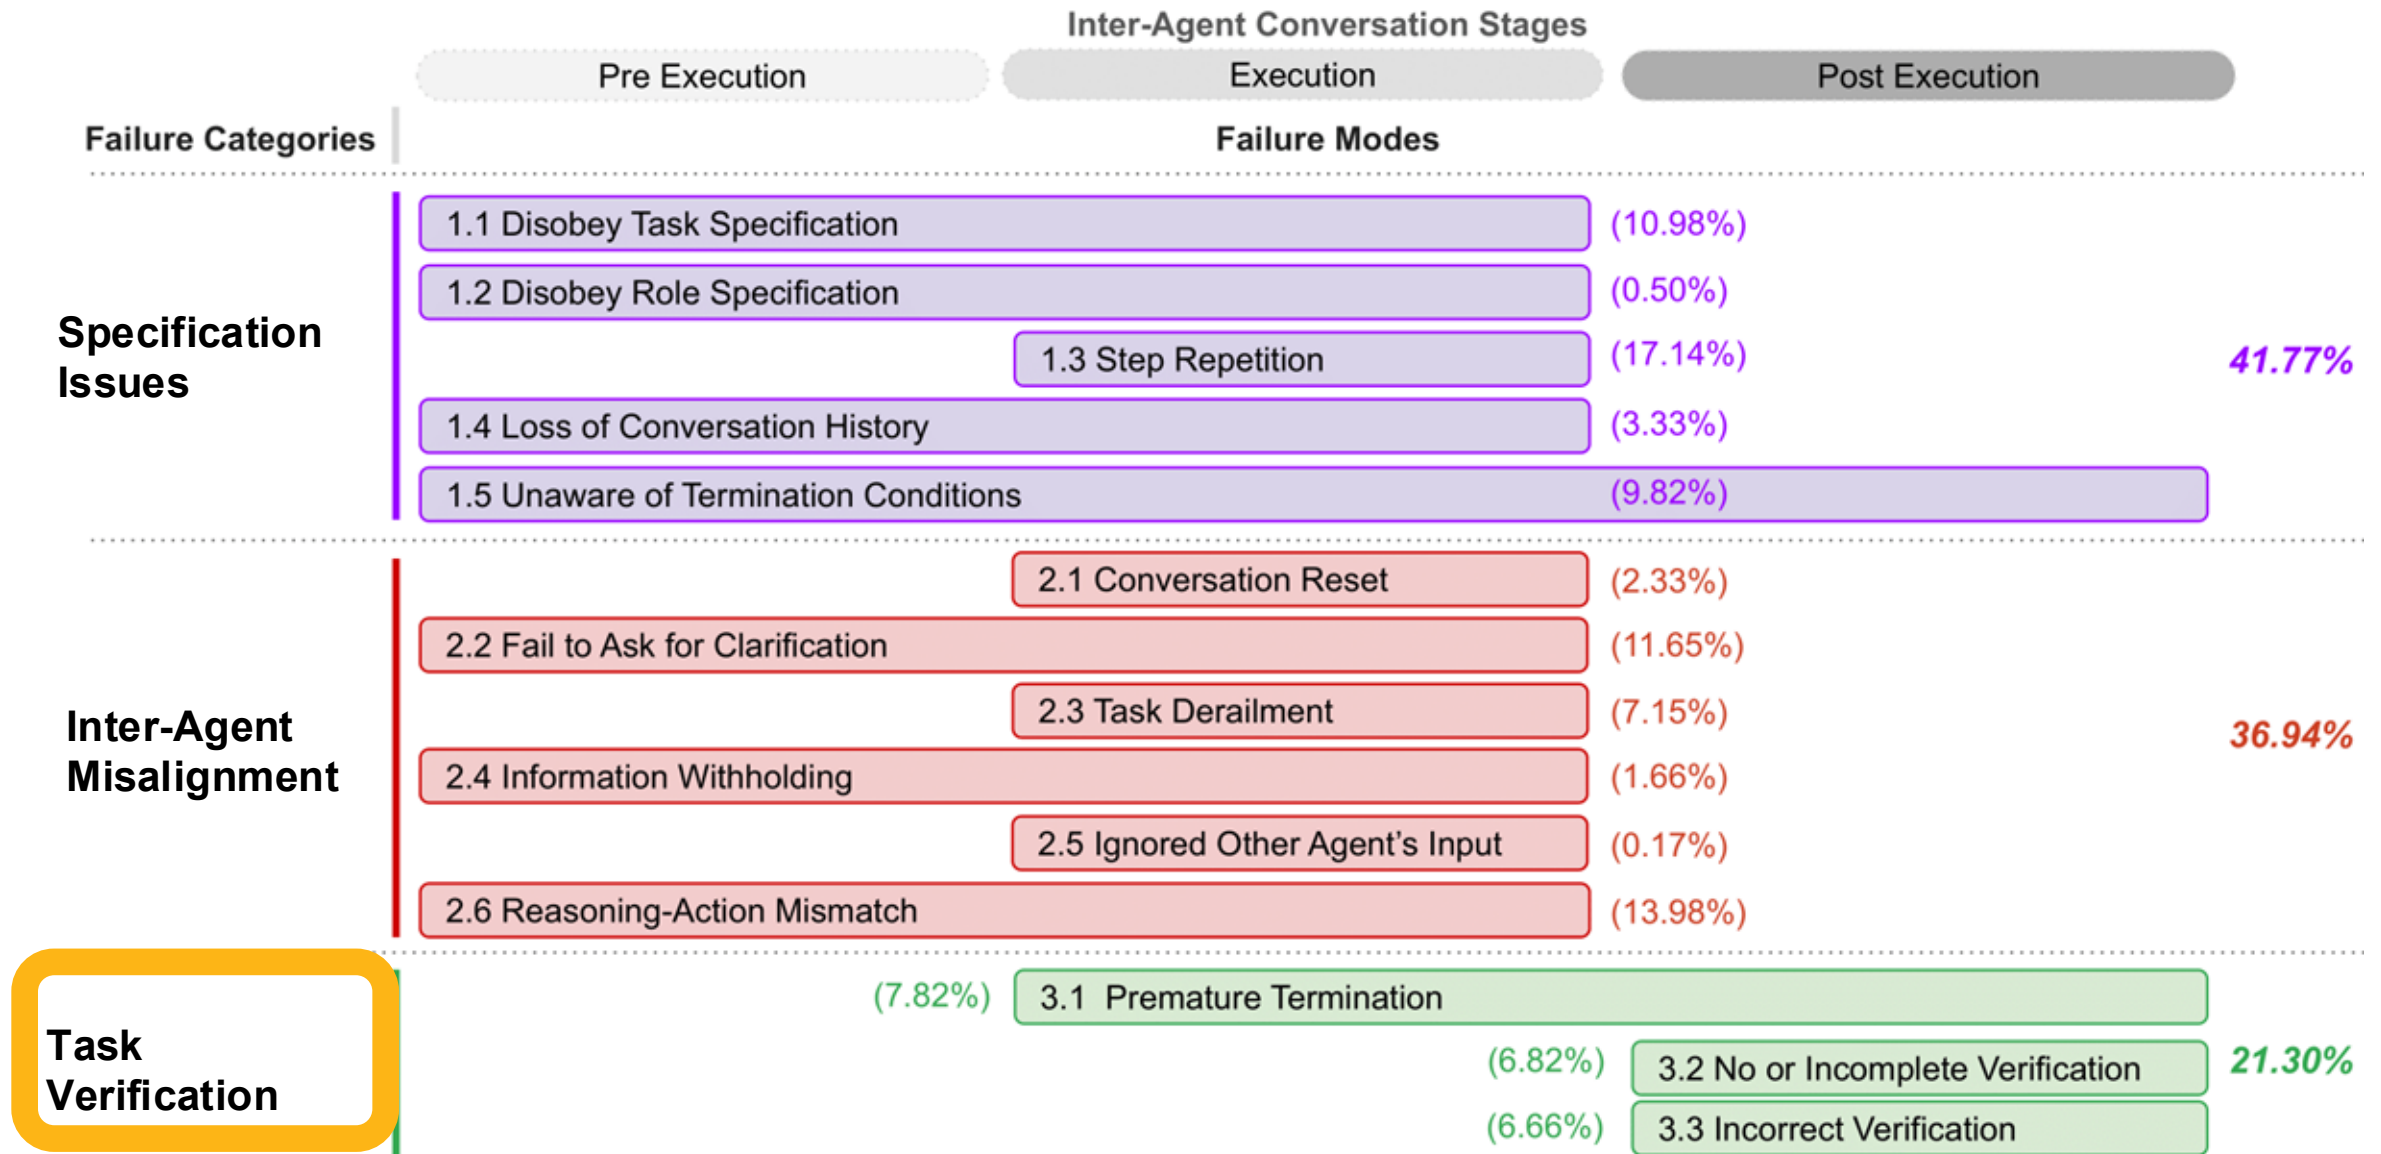 Inter-Agent Conversation Stages
Pre Execution Execution Post Execution
Failure Categories Failure Modes
Specification
Issues
1.1 Disobey Task Specification (10.98%)
1.2 Disobey Role Specification (0.50%)
1.3 Step Repetition (17.14%)
1.4 Loss of Conversation History (3.33%)
1.5 Unaware of Termination Conditions (9.82%)
41.77%
Inter-Agent
Misalignment
2.1 Conversation Reset (2.33%)
2.2 Fail to Ask for Clarification (11.65%)
2.3 Task Derailment (7.15%)
2.4 Information Withholding (1.66%)
2.5 Ignored Other Agent’s Input (0.17%)
2.6 Reasoning-Action Mismatch (13.98%)
36.94%
Task
Verification
(7.82%) 3.1 Premature Termination
(6.82%) 3.2 No or Incomplete Verification
(6.66%) 3.3 Incorrect Verification
21.30%